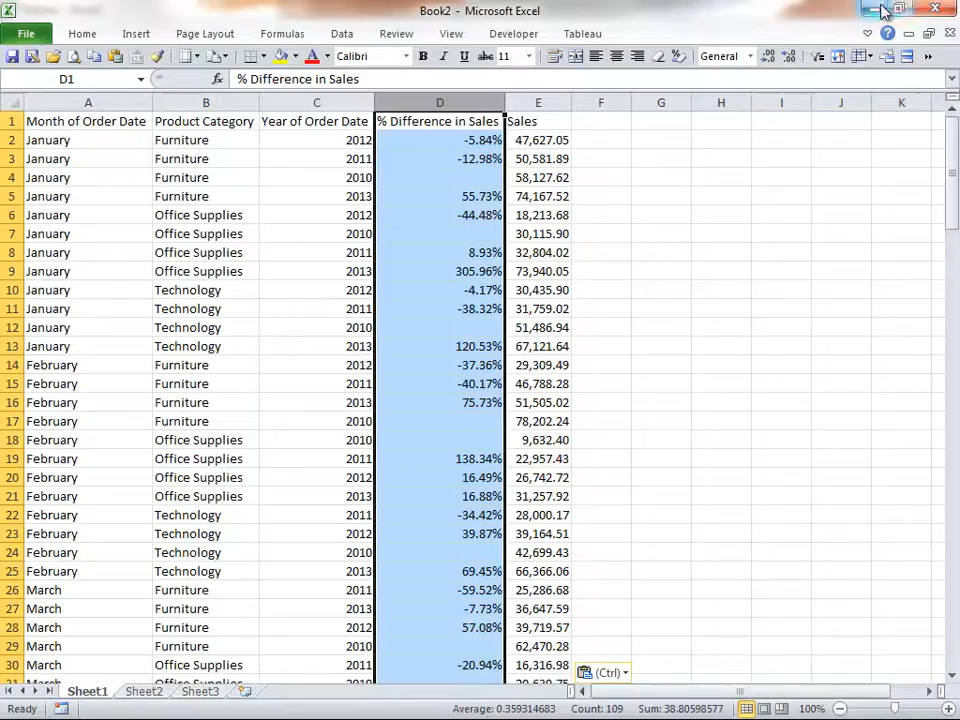 Book2 - Microsoft Excel
File Home Insert Page Layout Formulas Data Review View Developer Tableau
Calibri 11 General
D1 fx % Difference in Sales
A B C D E F G H I J K
1 Month of Order Date Product Category Year of Order Date % Difference in Sales Sales
2 January Furniture 2012 -5.84% 47,627.05
3 January Furniture 2011 -12.98% 50,581.89
4 January Furniture 2010 58,127.62
5 January Furniture 2013 55.73% 74,167.52
6 January Office Supplies 2012 -44.48% 18,213.68
7 January Office Supplies 2010 30,115.90
8 January Office Supplies 2011 8.93% 32,804.02
9 January Office Supplies 2013 305.96% 73,940.05
10 January Technology 2012 -4.17% 30,435.90
11 January Technology 2011 -38.32% 31,759.02
12 January Technology 2010 51,486.94
13 January Technology 2013 120.53% 67,121.64
14 February Furniture 2012 -37.36% 29,309.49
15 February Furniture 2011 -40.17% 46,788.28
16 February Furniture 2013 75.73% 51,505.02
17 February Furniture 2010 78,202.24
18 February Office Supplies 2010 9,632.40
19 February Office Supplies 2011 138.34% 22,957.43
20 February Office Supplies 2012 16.49% 26,742.72
21 February Office Supplies 2013 16.88% 31,257.92
22 February Technology 2011 -34.42% 28,000.17
23 February Technology 2012 39.87% 39,164.51
24 February Technology 2010 42,699.43
25 February Technology 2013 69.45% 66,366.06
26 March Furniture 2011 -59.52% 25,286.68
27 March Furniture 2013 -7.73% 36,647.59
28 March Furniture 2012 57.08% 39,719.57
29 March Furniture 2010 62,470.28
30 March Office Supplies 2011 -20.94% 16,316.98
(Ctrl)
Sheet1 Sheet2 Sheet3
Ready Average: 0.359314683 Count: 109 Sum: 38.80598577 100%